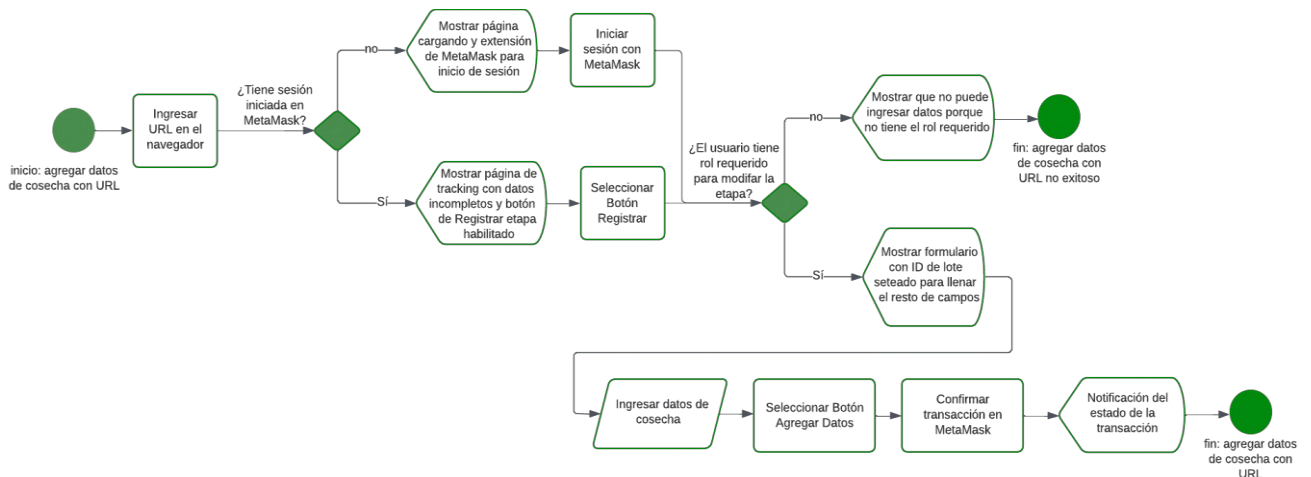 inicio: agregar datos
de cosecha con URL
Ingresar
URL en el
navegador
¿Tiene sesión
iniciada en
MetaMask?
no
Mostrar página
cargando y extensión
de MetaMask para
inicio de sesión
Iniciar
sesión con
MetaMask
Sí
Mostrar página de
tracking con datos
incompletos y botón
de Registrar etapa
habilitado
Seleccionar
Botón
Registrar
¿El usuario tiene
rol requerido
para modifar la
etapa?
no
Mostrar que no puede
ingresar datos porque
no tiene el rol requerido
fin: agregar datos
de cosecha con
URL no exitoso
Sí
Mostrar formulario
con ID de lote
seteado para llenar
el resto de campos
Ingresar datos de
cosecha
Seleccionar Botón
Agregar Datos
Confirmar
transacción en
MetaMask
Notificación del
estado de la
transacción
fin: agregar datos
de cosecha con
URL